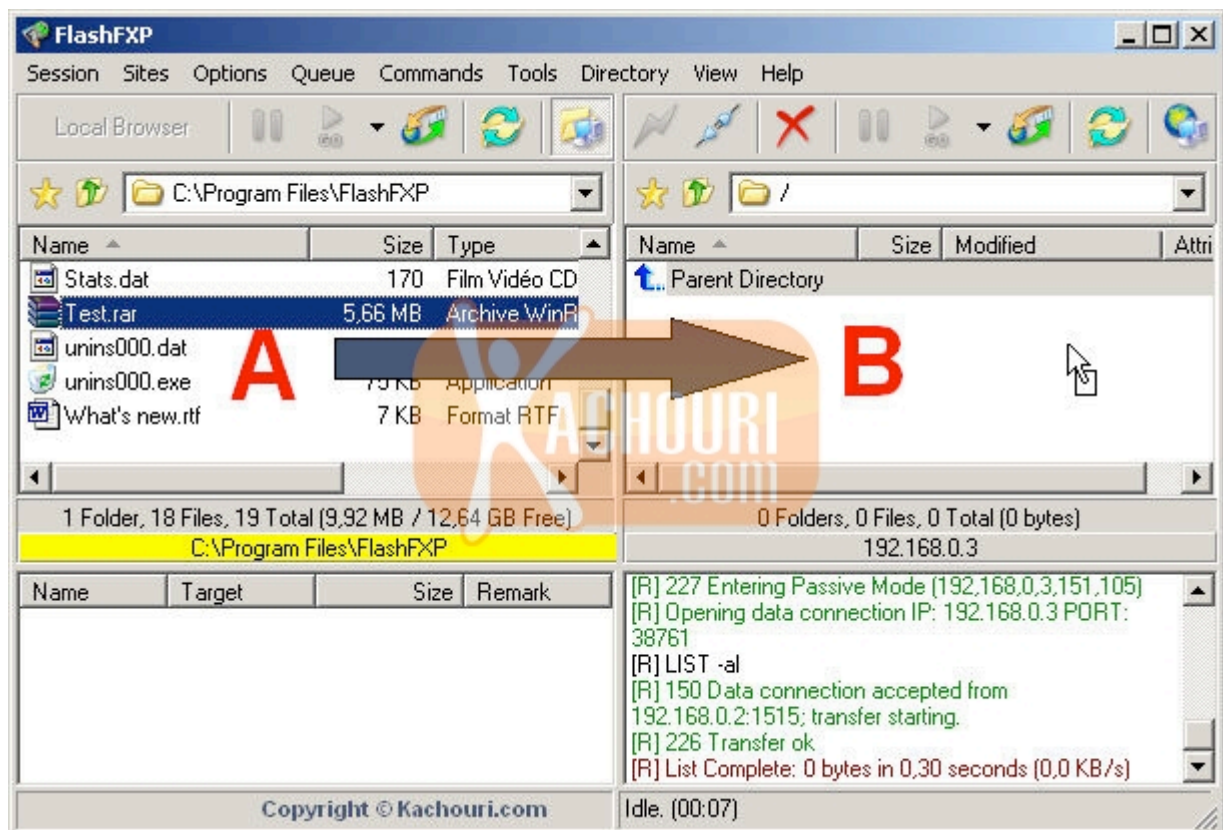 FlashFXP
Session Sites Options Queue Commands Tools Directory View Help
Local Browser
C:\Program Files\FlashFXP
/
Name Size Type
Name Size Modified Attri
Stats.dat 170 Film Vidéo CD
Parent Directory
Test.rar 5,66 MB Archive WinR
unins000.dat
unins000.exe 75 KB Application
What's new.rtf 7 KB Format RTF
A
B
KACHOURI
.COM
1 Folder, 18 Files, 19 Total (9,92 MB / 12,64 GB Free)
0 Folders, 0 Files, 0 Total (0 bytes)
C:\Program Files\FlashFXP
192.168.0.3
Name Target Size Remark
[R] 227 Entering Passive Mode (192,168,0,3,151,105)
[R] Opening data connection IP: 192.168.0.3 PORT:
38761
[R] LIST -al
[R] 150 Data connection accepted from
192.168.0.2:1515; transfer starting.
[R] 226 Transfer ok
[R] List Complete: 0 bytes in 0,30 seconds (0,0 KB/s)
Copyright © Kachouri.com
Idle. (00:07)